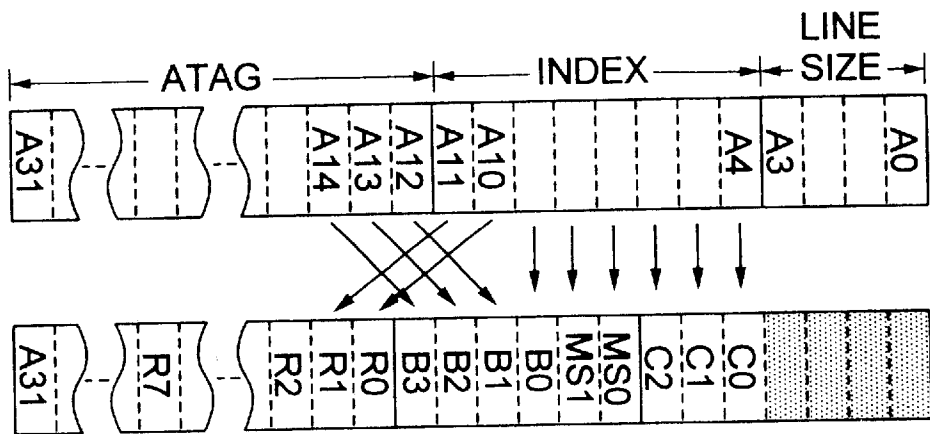 ATAG INDEX LINE SIZE
A31 A14 A13 A12 A11 A10 A4 A3 A0
A31 R7 R2 R1 R0 B3 B2 B1 B0 MS1 MS0 C2 C1 C0